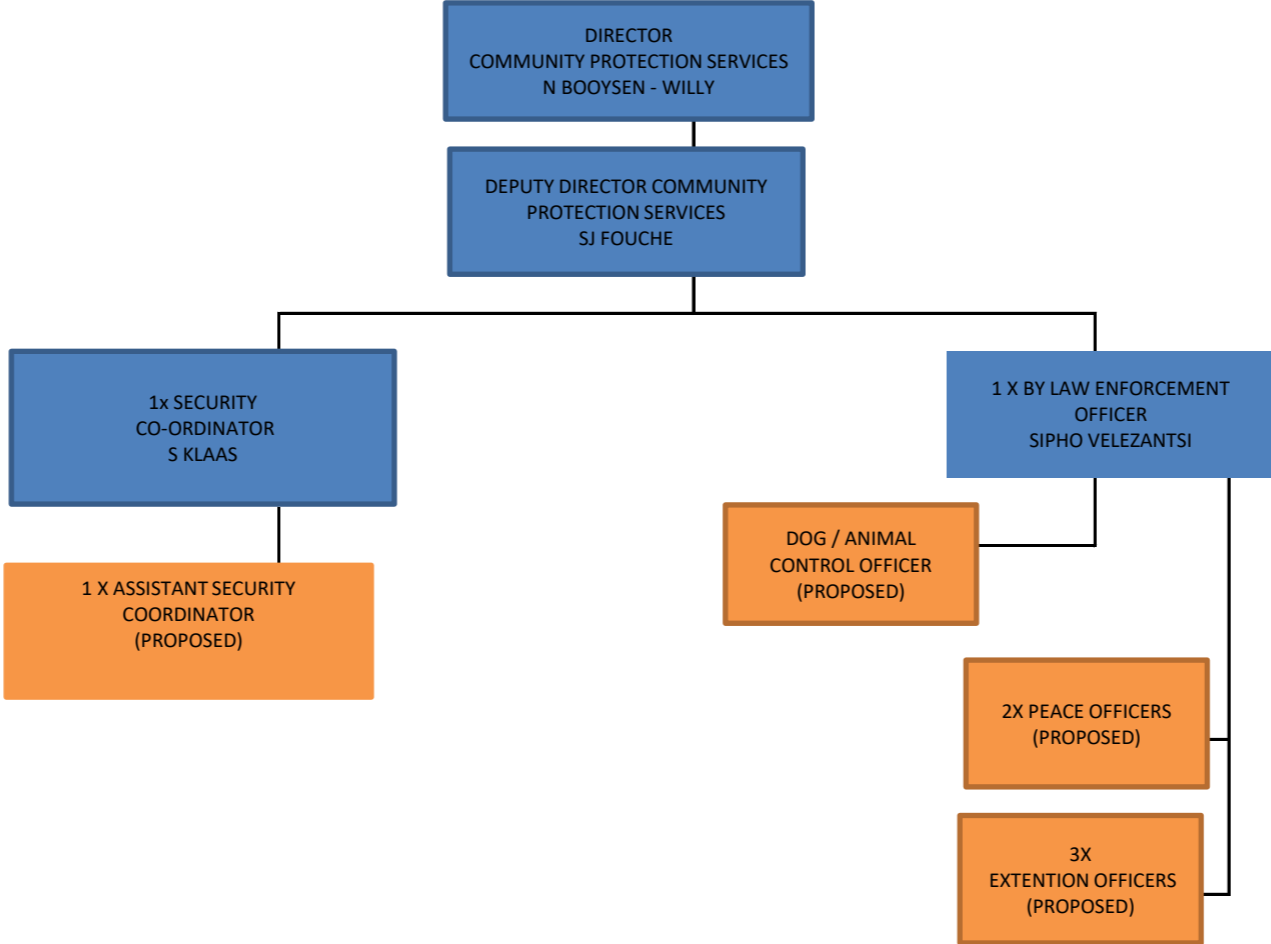 DIRECTOR
COMMUNITY PROTECTION SERVICES
N BOOYSEN - WILLY
DEPUTY DIRECTOR COMMUNITY
PROTECTION SERVICES
SJ FOUCHE
1x SECURITY
CO-ORDINATOR
S KLAAS
1 X BY LAW ENFORCEMENT
OFFICER
SIPHO VELEZANTSI
1 X ASSISTANT SECURITY
COORDINATOR
(PROPOSED)
DOG / ANIMAL
CONTROL OFFICER
(PROPOSED)
2X PEACE OFFICERS
(PROPOSED)
3X
EXTENTION OFFICERS
(PROPOSED)